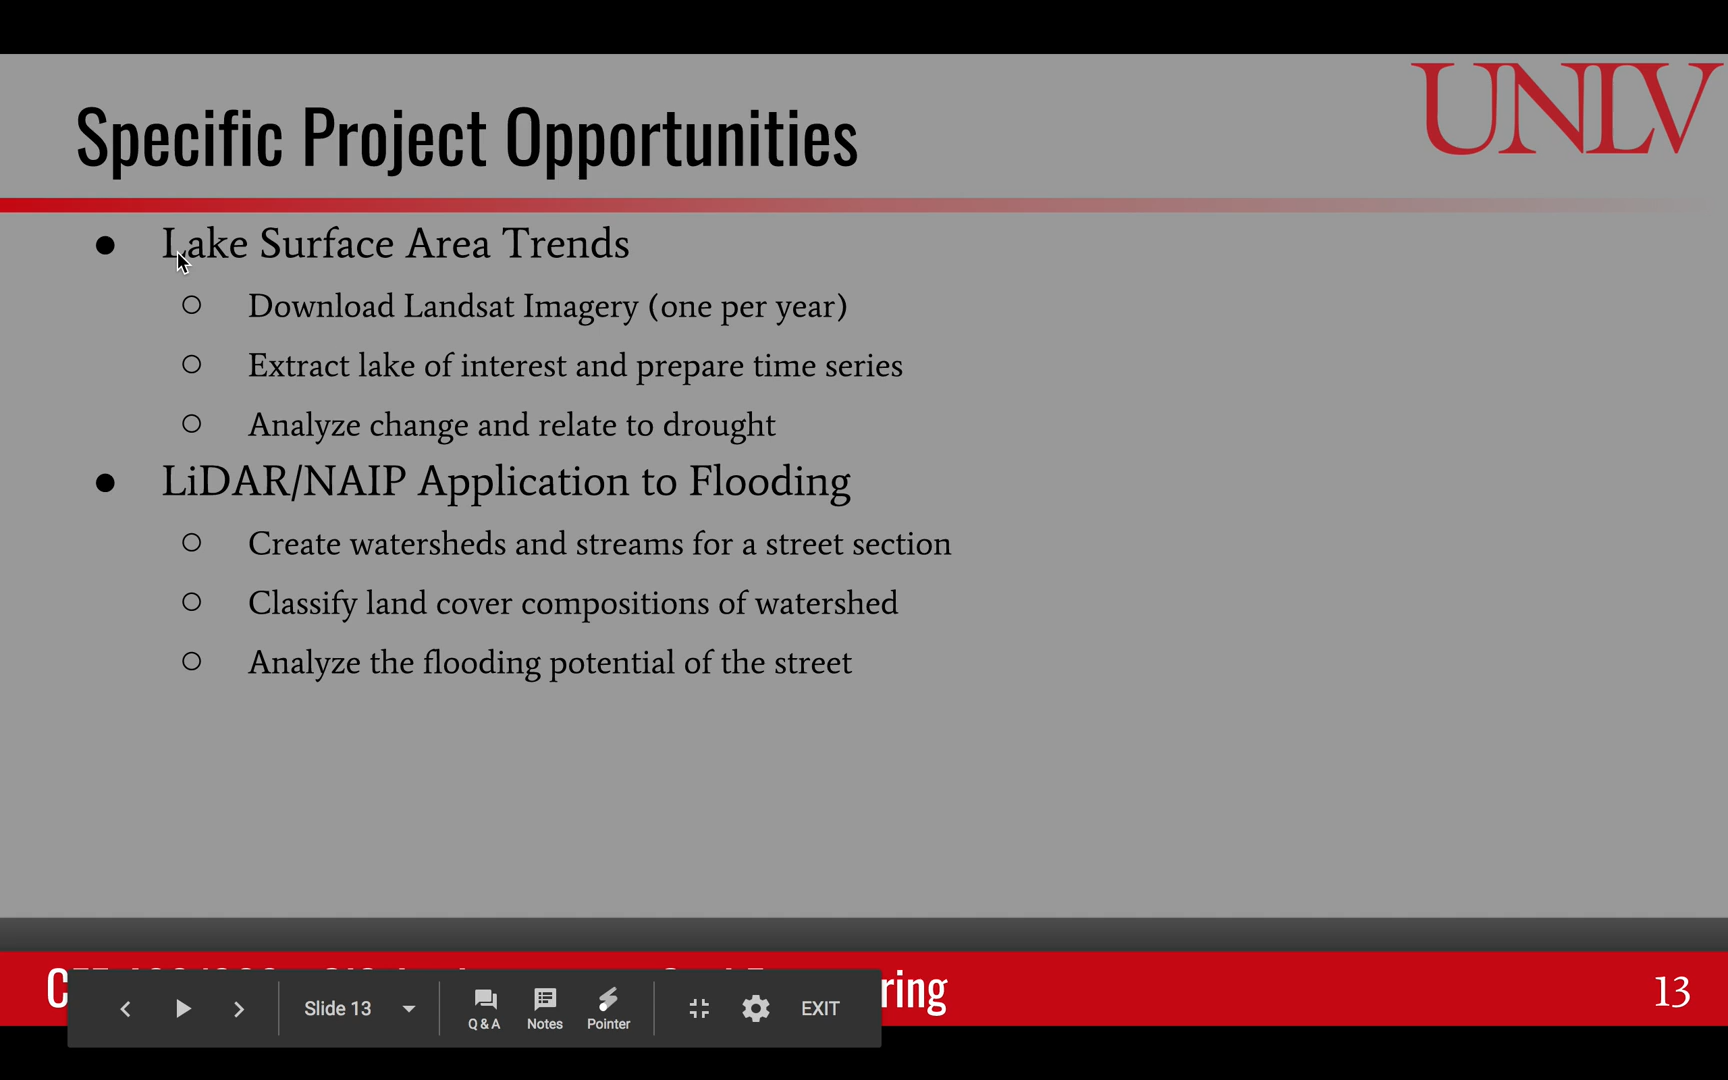 UNLV
Specific Project Opportunities
● Lake Surface Area Trends
○ Download Landsat Imagery (one per year)
○ Extract lake of interest and prepare time series
○ Analyze change and relate to drought
● LiDAR/NAIP Application to Flooding
○ Create watersheds and streams for a street section
○ Classify land cover compositions of watershed
○ Analyze the flooding potential of the street
13
Slide 13
Q & A
Notes
Pointer
EXIT